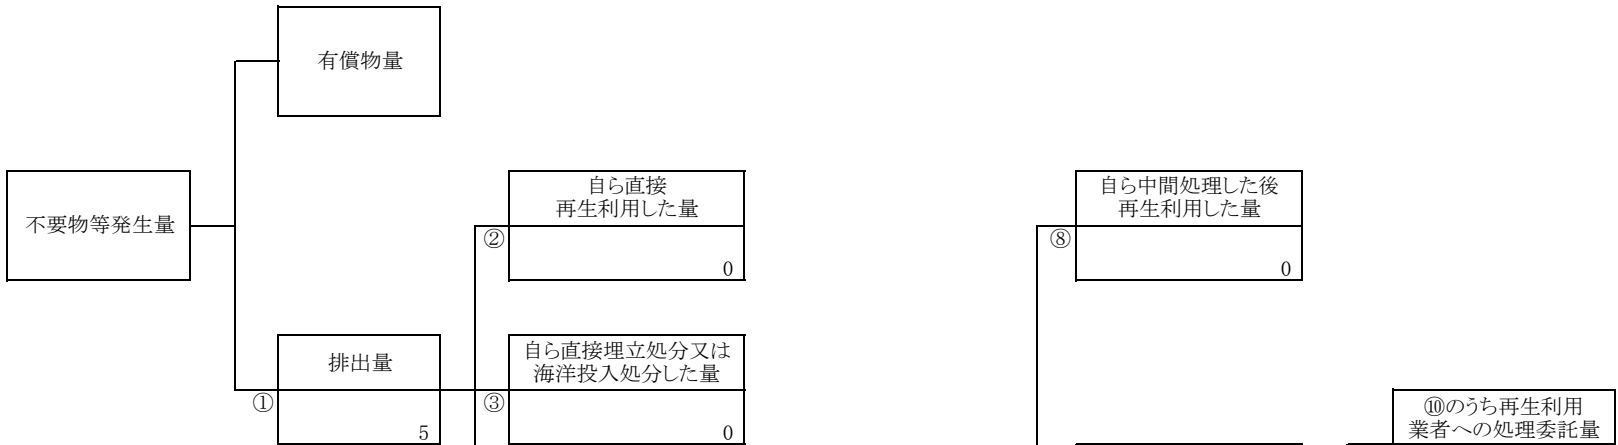 有償物量
不要物等発生量
自ら直接
再生利用した量
②
0
自ら中間処理した後
再生利用した量
⑧
0
排出量
①
5
自ら直接埋立処分又は
海洋投入処分した量
③
0
⑩のうち再生利用
業者への処理委託量